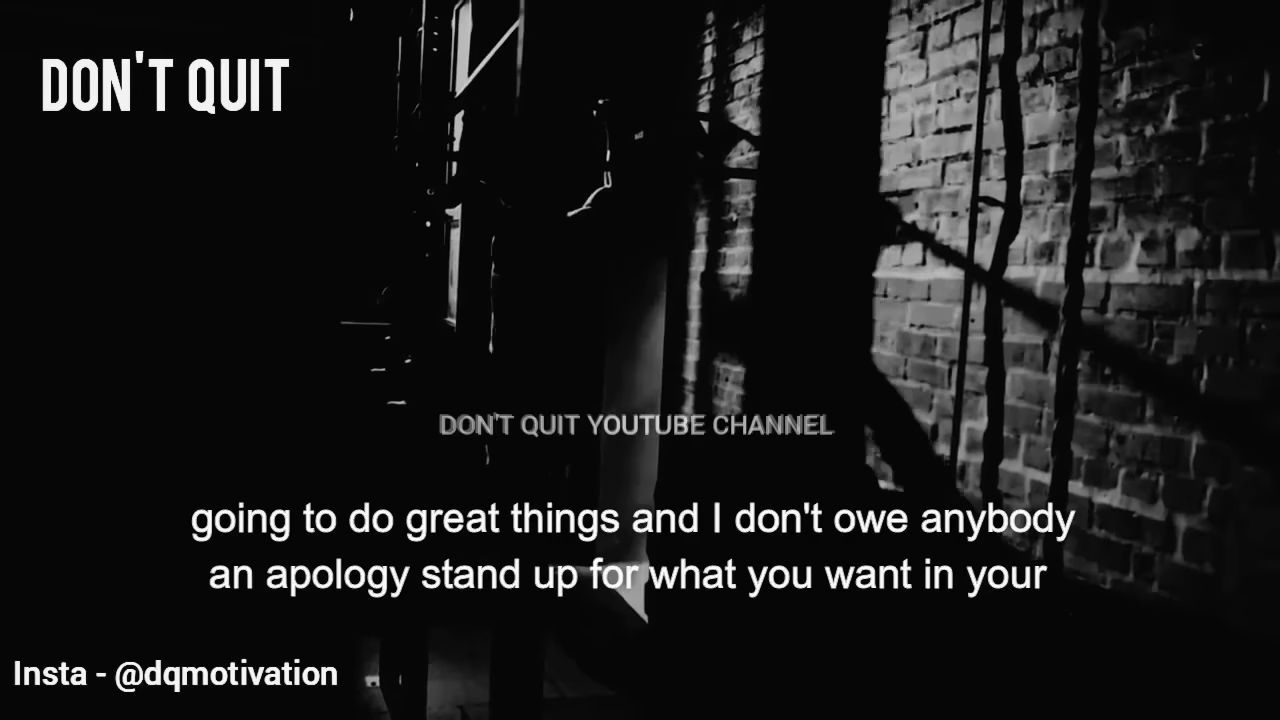 DON'T QUIT
DON'T QUIT YOUTUBE CHANNEL
going to do great things and I don't owe anybody
an apology stand up for what you want in your
Insta - @dqmotivation